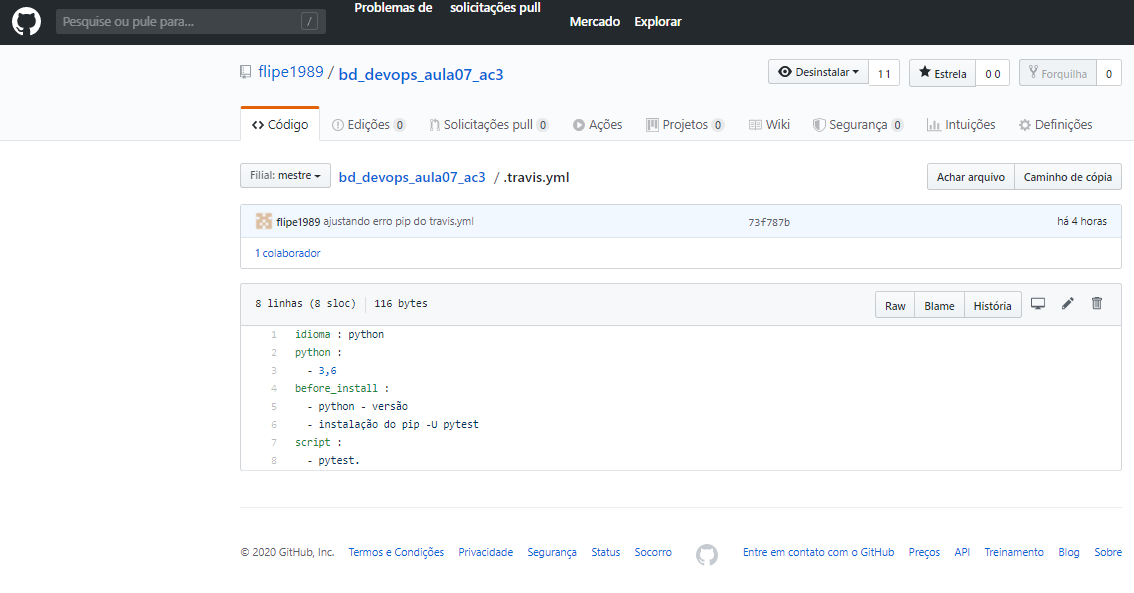 Problemas de solicitações pull
Pesquise ou pule para... /
Mercado Explorar
flipe1989 / bd_devops_aula07_ac3
Desinstalar 1 1 Estrela 0 0 Forquilha 0
Código Edições 0 Solicitações pull 0 Ações Projetos 0 Wiki Segurança 0 Intuições Definições
Filial: mestre bd_devops_aula07_ac3 / .travis.yml Achar arquivo Caminho de cópia
flipe1989 ajustando erro pip do travis.yml 73f787b há 4 horas
1 colaborador
8 linhas (8 sloc) 116 bytes Raw Blame História
1 idioma : python
2 python :
3 - 3,6
4 before_install :
5 - python - versão
6 - instalação do pip -U pytest
7 script :
8 - pytest.
© 2020 GitHub, Inc. Termos e Condições Privacidade Segurança Status Socorro Entre em contato com o GitHub Preços API Treinamento Blog Sobre